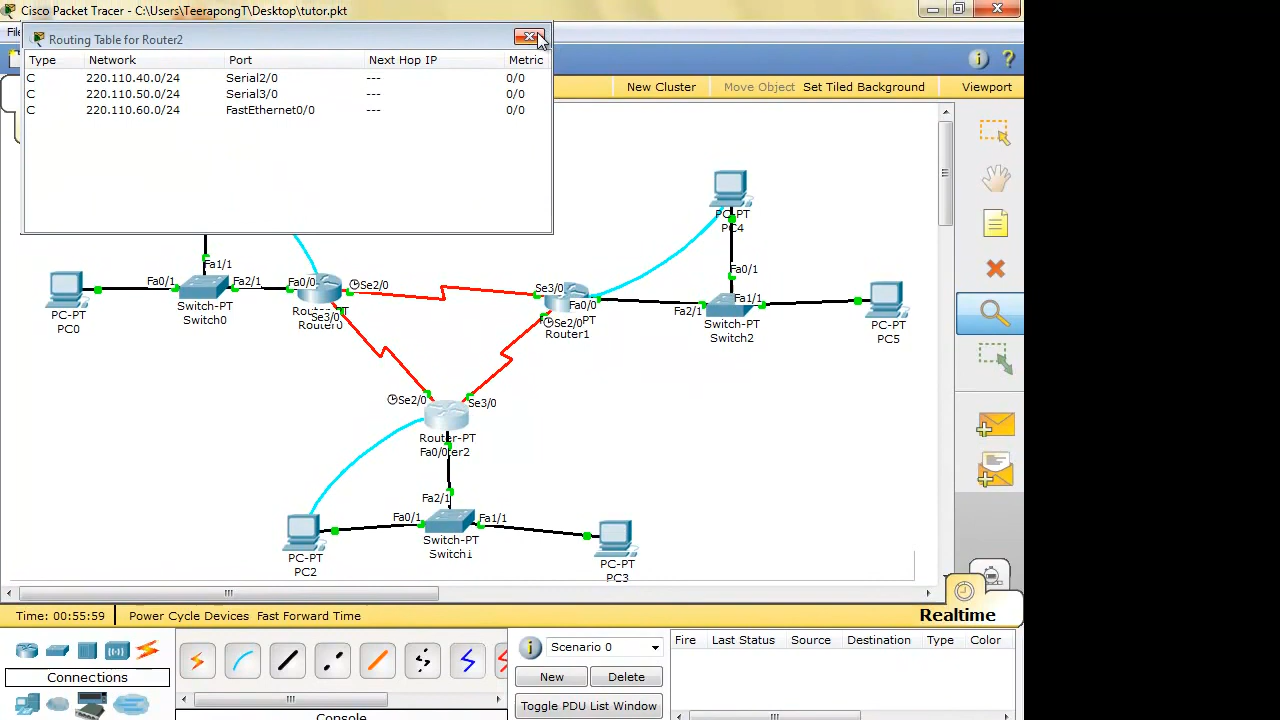 Cisco Packet Tracer - C:\Users\TeerapongT\Desktop\tutor.pkt
Routing Table for Router2
Type Network Port Next Hop IP Metric
C 220.110.40.0/24 Serial2/0 --- 0/0
C 220.110.50.0/24 Serial3/0 --- 0/0
C 220.110.60.0/24 FastEthernet0/0 --- 0/0
New Cluster Move Object Set Tiled Background Viewport
PC-PT
PC4
Fa0/1
Fa1/1
Fa2/1
Switch-PT
Switch2
PC-PT
PC5
PC-PT
PC0
Fa0/1
Fa1/1
Fa2/1
Switch-PT
Switch0
Fa0/0
Se2/0
Se3/0
Router0
Se3/0
Fa0/0
Se2/0
Router1
Se2/0
Se3/0
Router-PT
Fa2/1
Fa0/1
Fa1/1
Switch-PT
PC-PT
PC2
PC-PT
PC3
Time: 00:55:59 Power Cycle Devices Fast Forward Time
Realtime
Connections
Console
Scenario 0
New Delete
Toggle PDU List Window
Fire Last Status Source Destination Type Color